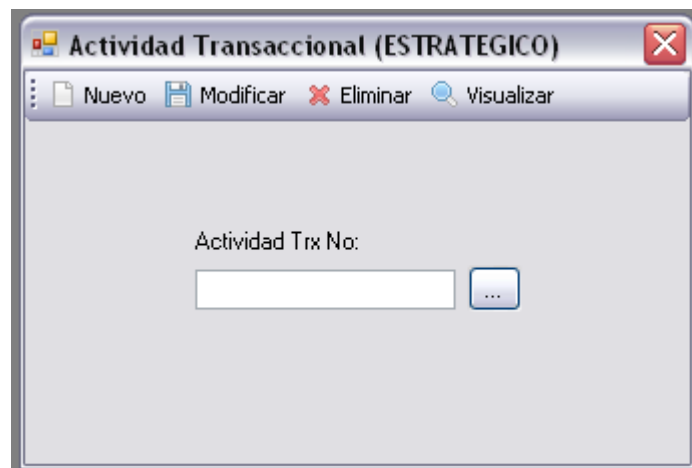 Actividad Transaccional (ESTRATEGICO)
Nuevo Modificar Eliminar Visualizar
Actividad Trx No:
...